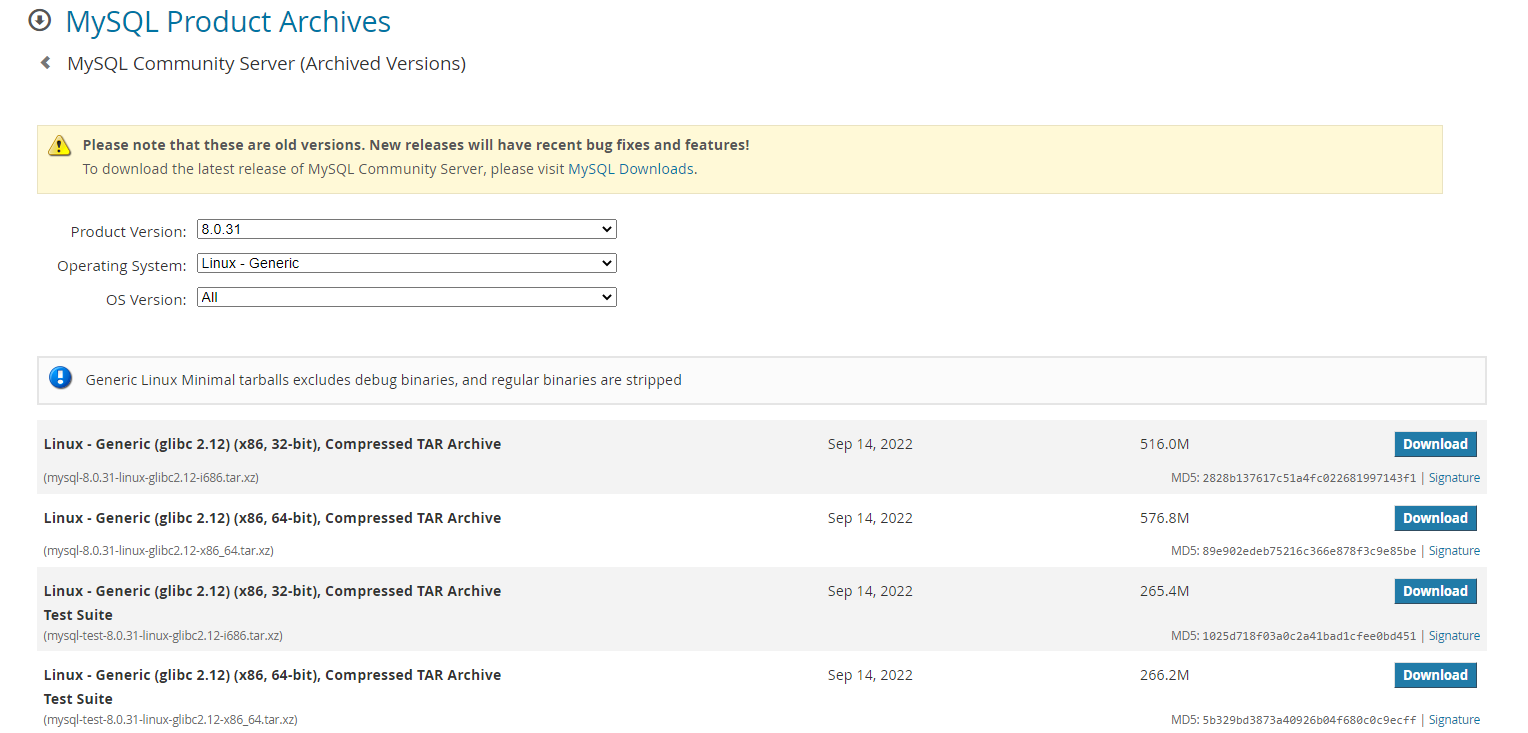 MySQL Product Archives
MySQL Community Server (Archived Versions)
Please note that these are old versions. New releases will have recent bug fixes and features!
To download the latest release of MySQL Community Server, please visit MySQL Downloads.
Product Version: 8.0.31
Operating System: Linux - Generic
OS Version: All
Generic Linux Minimal tarballs excludes debug binaries, and regular binaries are stripped
Linux - Generic (glibc 2.12) (x86, 32-bit), Compressed TAR Archive Sep 14, 2022 516.0M Download
(mysql-8.0.31-linux-glibc2.12-i686.tar.xz) MD5: 2828b137617c51a4fc022681997143f1 | Signature
Linux - Generic (glibc 2.12) (x86, 64-bit), Compressed TAR Archive Sep 14, 2022 576.8M Download
(mysql-8.0.31-linux-glibc2.12-x86_64.tar.xz) MD5: 89e902edeb75216c366e878f3c9e85be | Signature
Linux - Generic (glibc 2.12) (x86, 32-bit), Compressed TAR Archive Sep 14, 2022 265.4M Download
Test Suite
(mysql-test-8.0.31-linux-glibc2.12-i686.tar.xz) MD5: 1025d718f03a0c2a41bad1cfee0bd451 | Signature
Linux - Generic (glibc 2.12) (x86, 64-bit), Compressed TAR Archive Sep 14, 2022 266.2M Download
Test Suite
(mysql-test-8.0.31-linux-glibc2.12-x86_64.tar.xz) MD5: 5b329bd3873a40926b04f680c0c9ecff | Signature